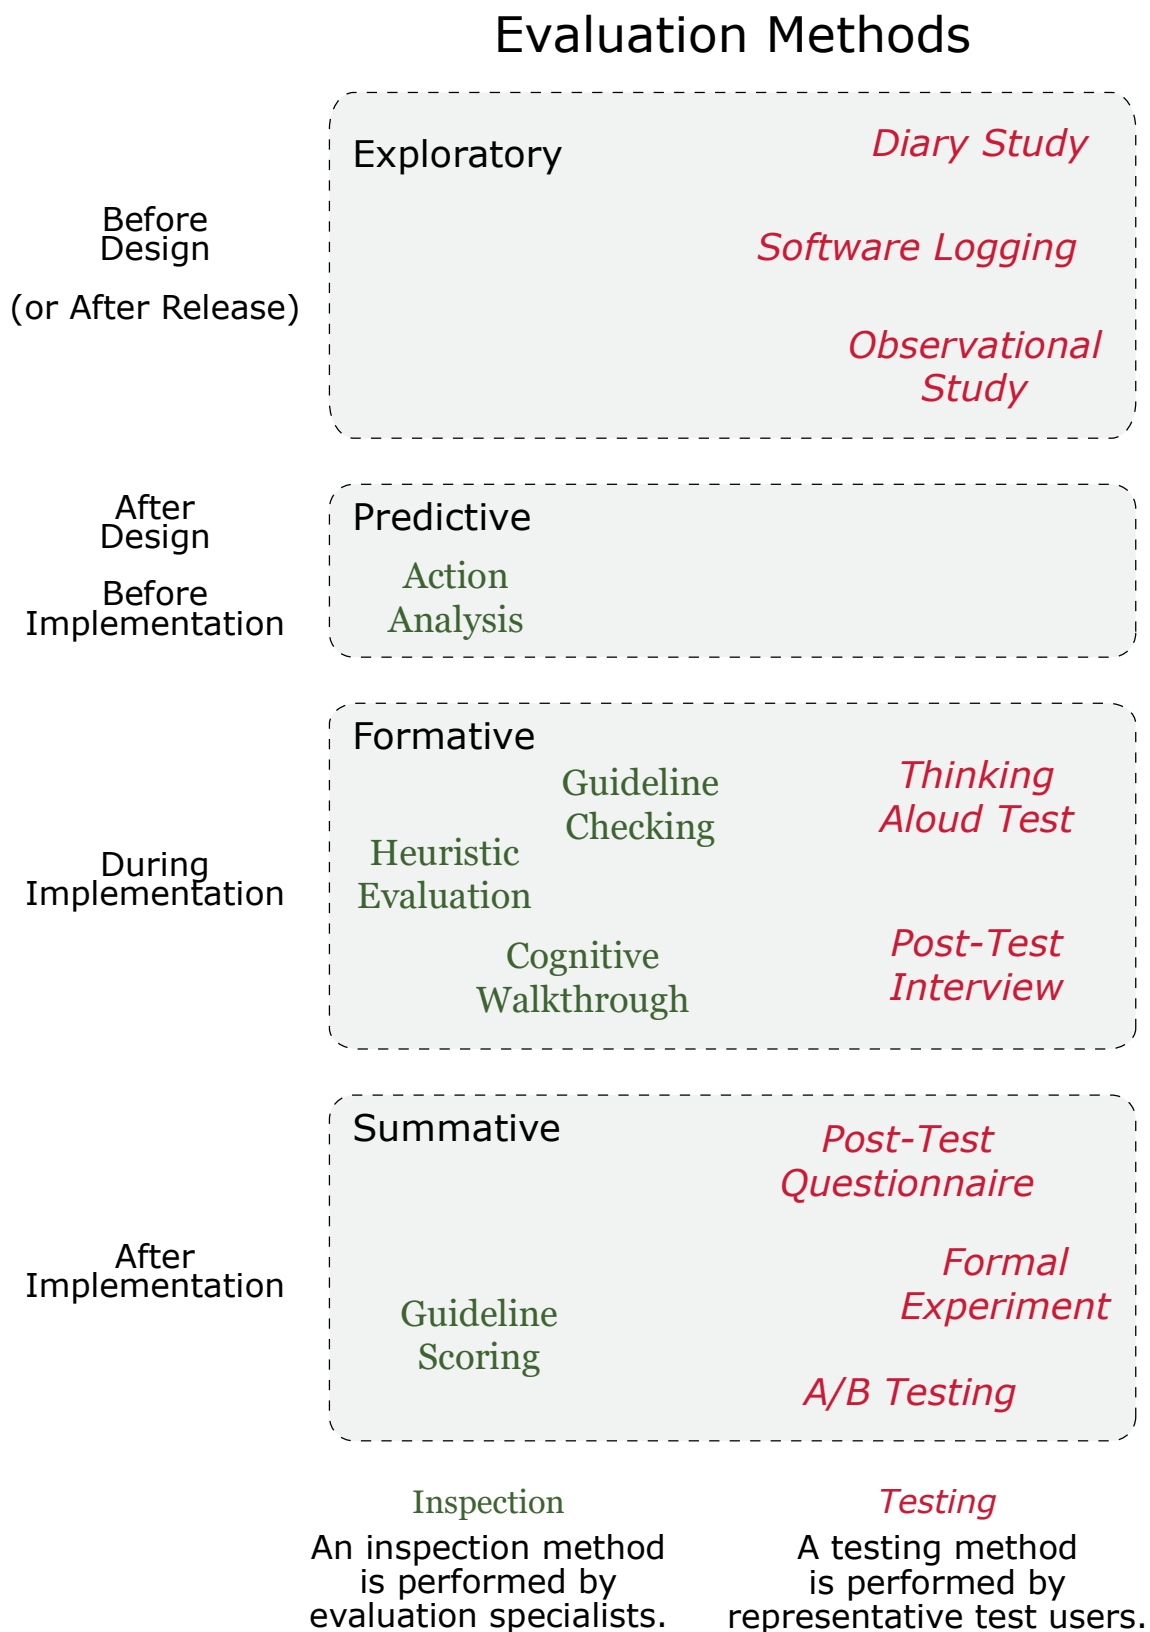 Evaluation Methods
Before
Design
(or After Release)
Exploratory
Diary Study
Software Logging
Observational
Study
After
Design
Before
Implementation
Predictive
Action
Analysis
During
Implementation
Formative
Guideline
Checking
Heuristic
Evaluation
Cognitive
Walkthrough
Thinking
Aloud Test
Post-Test
Interview
After
Implementation
Summative
Guideline
Scoring
Post-Test
Questionnaire
Formal
Experiment
A/B Testing
Inspection
An inspection method
is performed by
evaluation specialists.
Testing
A testing method
is performed by
representative test users.